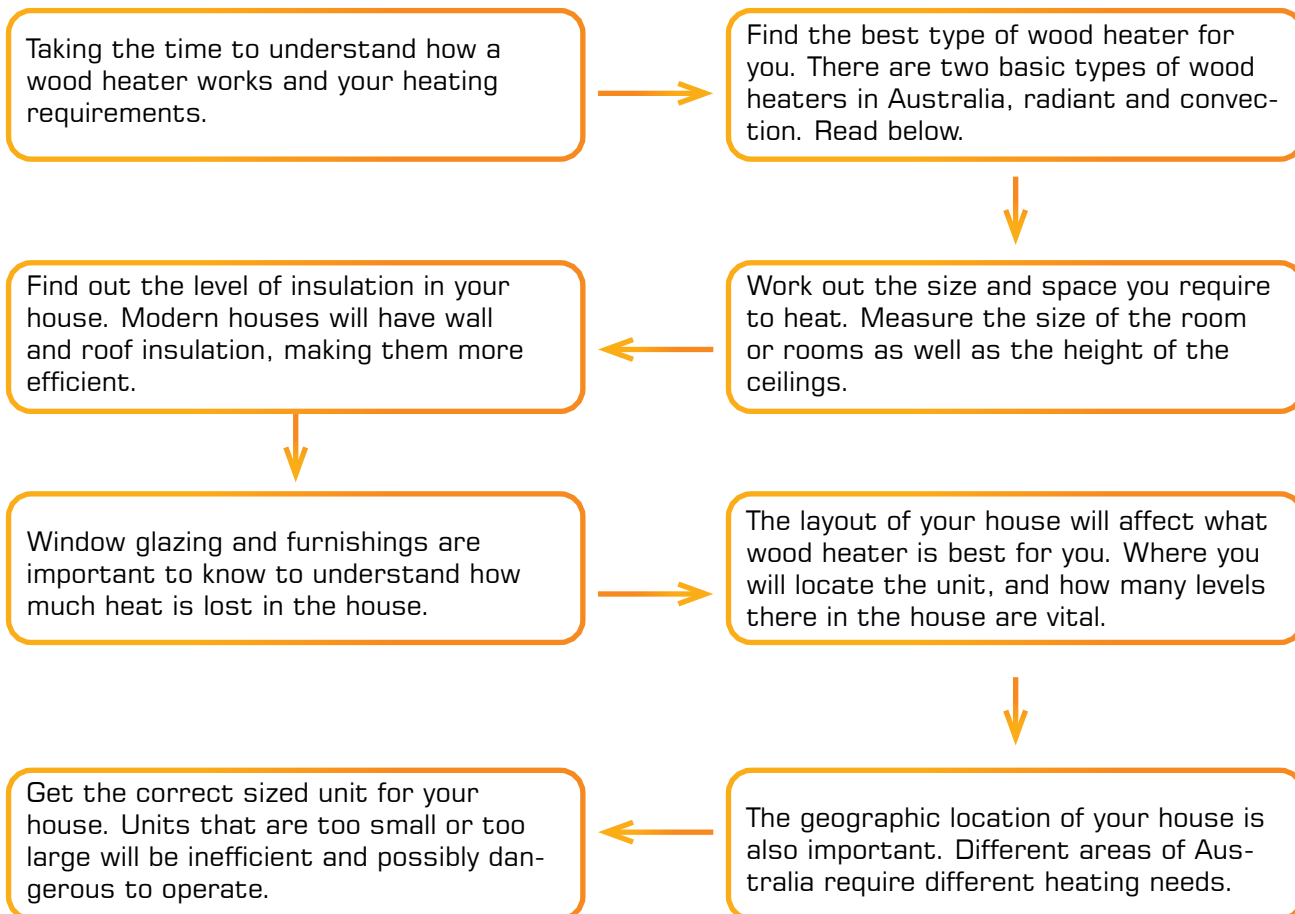 Taking the time to understand how a
wood heater works and your heating
requirements.
Find the best type of wood heater for
you. There are two basic types of wood
heaters in Australia, radiant and convec-
tion. Read below.
Work out the size and space you require
to heat. Measure the size of the room
or rooms as well as the height of the
ceilings.
Find out the level of insulation in your
house. Modern houses will have wall
and roof insulation, making them more
efficient.
Window glazing and furnishings are
important to know to understand how
much heat is lost in the house.
The layout of your house will affect what
wood heater is best for you. Where you
will locate the unit, and how many levels
there in the house are vital.
The geographic location of your house is
also important. Different areas of Aus-
tralia require different heating needs.
Get the correct sized unit for your
house. Units that are too small or too
large will be inefficient and possibly dan-
gerous to operate.